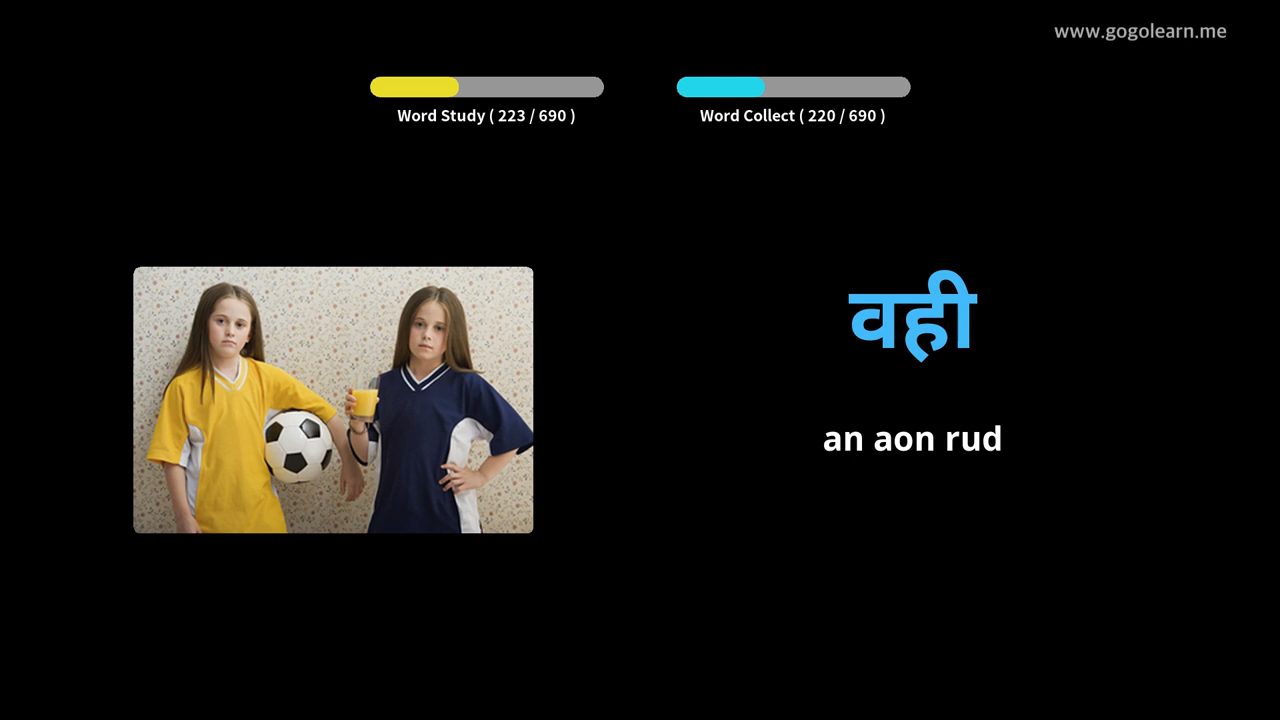 www.gogolearn.me
Word Study ( 223 / 690 )
Word Collect ( 220 / 690 )
वही
an aon rud